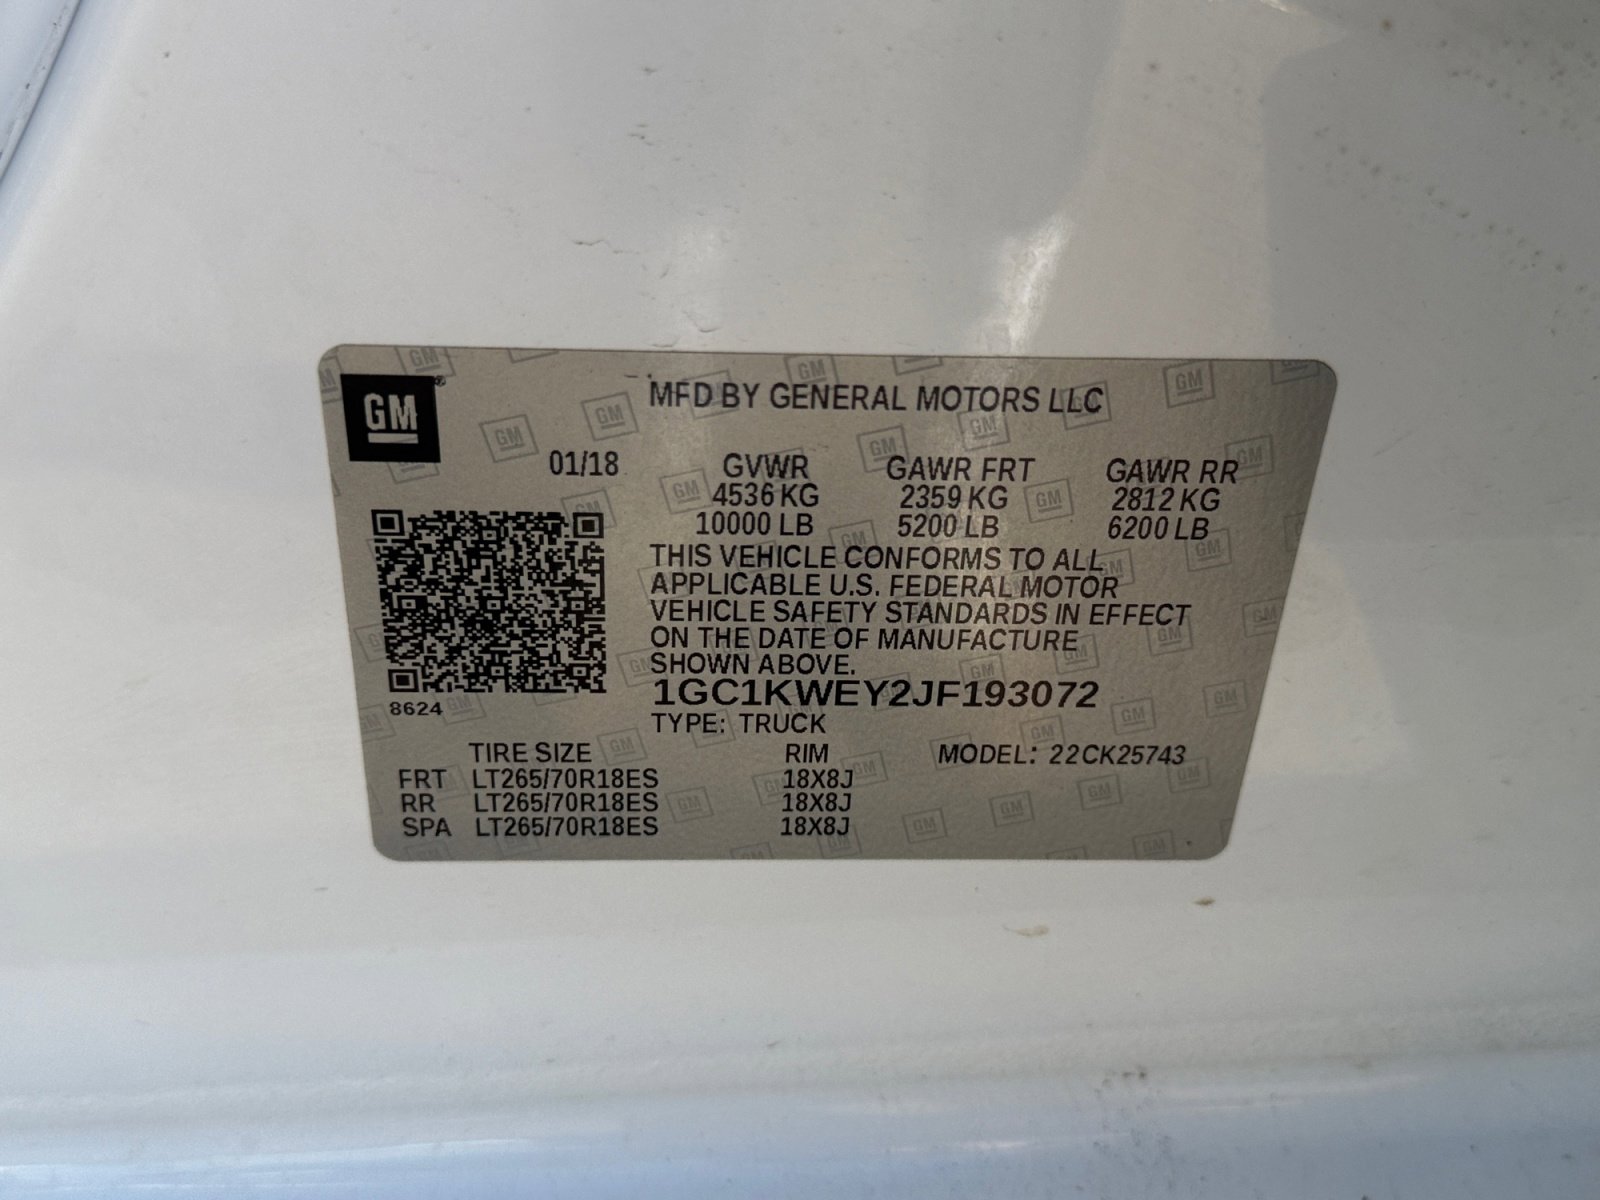 GM
MFD BY GENERAL MOTORS LLC
01/18 GVWR GAWR FRT GAWR RR
4536 KG 2359 KG 2812 KG
10000 LB 5200 LB 6200 LB
THIS VEHICLE CONFORMS TO ALL
APPLICABLE U.S. FEDERAL MOTOR
VEHICLE SAFETY STANDARDS IN EFFECT
ON THE DATE OF MANUFACTURE
SHOWN ABOVE.
1GC1KWEY2JF193072
8624
TYPE: TRUCK
TIRE SIZE RIM MODEL: 22CK25743
FRT LT265/70R18ES 18X8J
RR LT265/70R18ES 18X8J
SPA LT265/70R18ES 18X8J